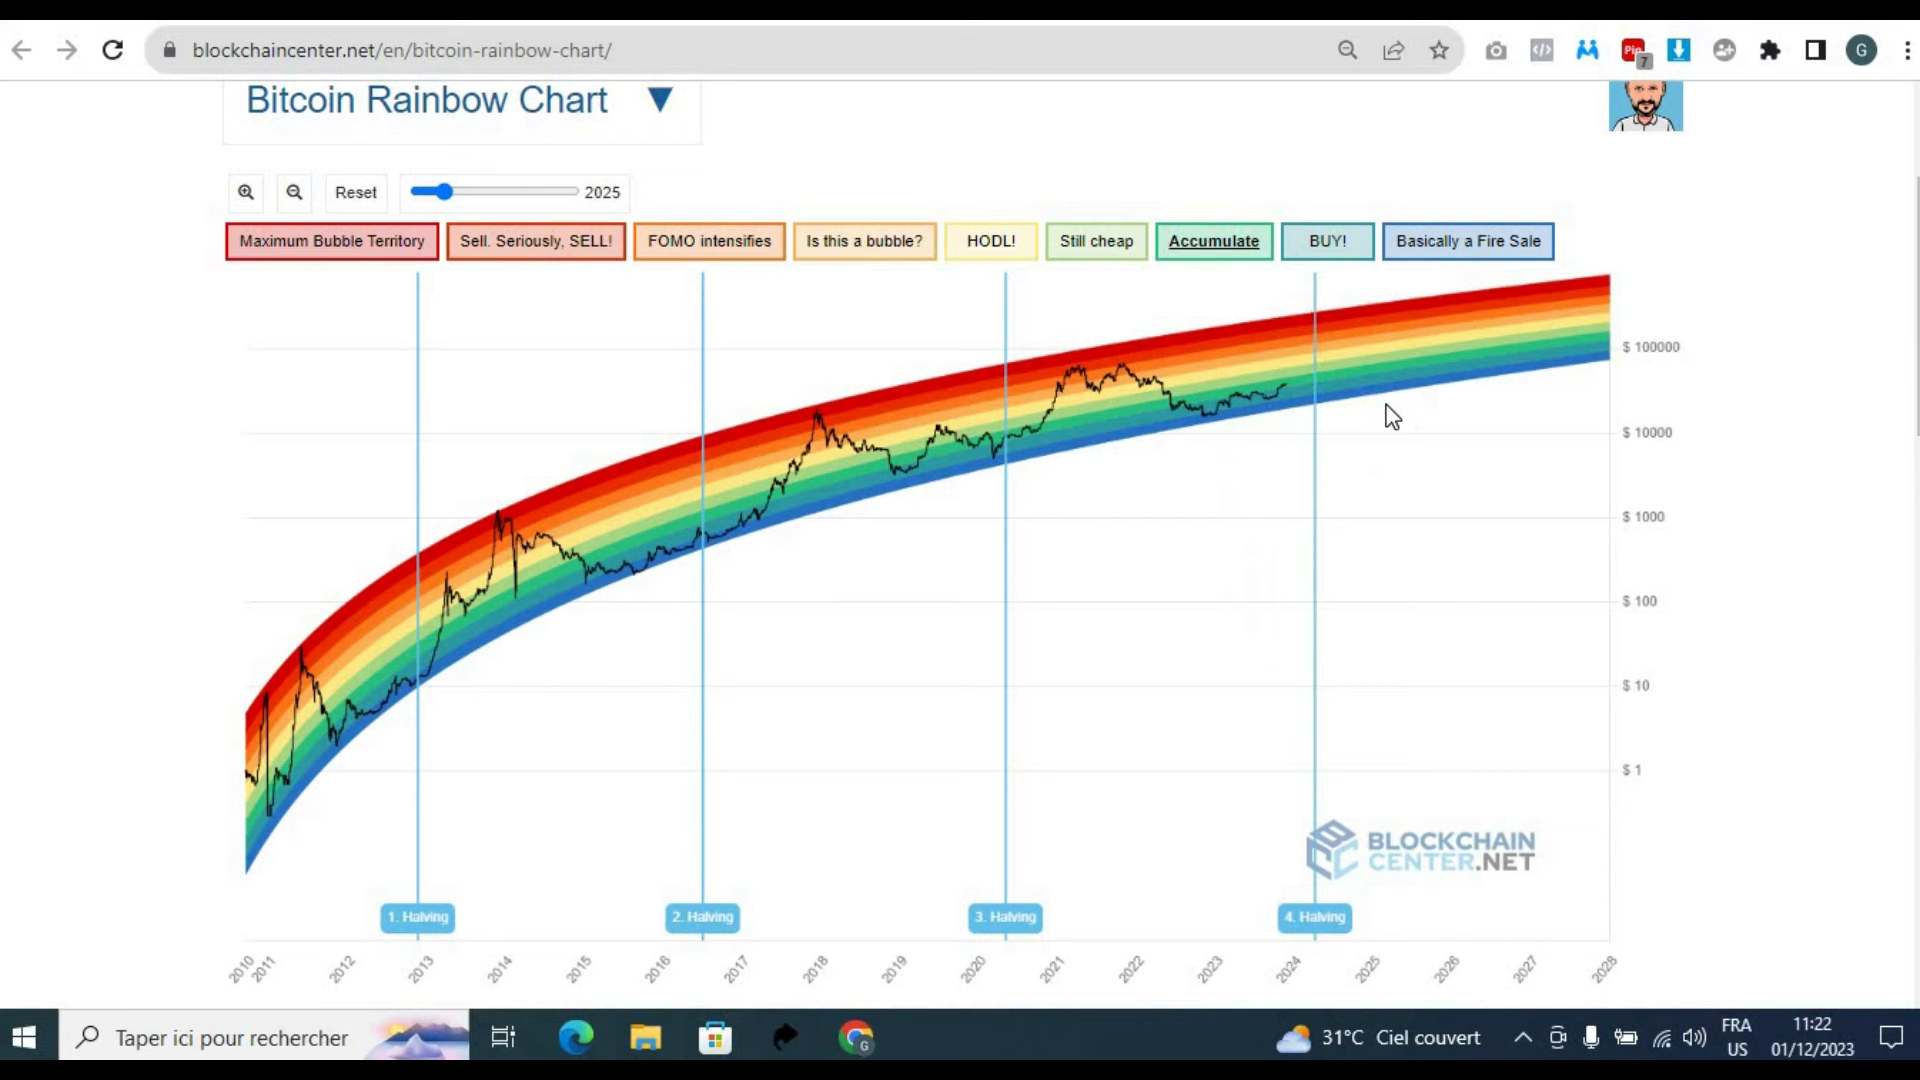 blockchaincenter.net/en/bitcoin-rainbow-chart/
Pin
7
G
Bitcoin Rainbow Chart ▼
Reset
2025
Maximum Bubble Territory
Sell. Seriously, SELL!
FOMO intensifies
Is this a bubble?
HODL!
Still cheap
Accumulate
BUY!
Basically a Fire Sale
$ 100000
$ 10000
$ 1000
$ 100
$ 10
$ 1
BLOCKCHAIN
CENTER.NET
1. Halving
2. Halving
3. Halving
4. Halving
2010
2011
2012
2013
2014
2015
2016
2017
2018
2019
2020
2021
2022
2023
2024
2025
2026
2027
2028
Taper ici pour rechercher
G
31°C Ciel couvert
FRA
US
11:22
01/12/2023